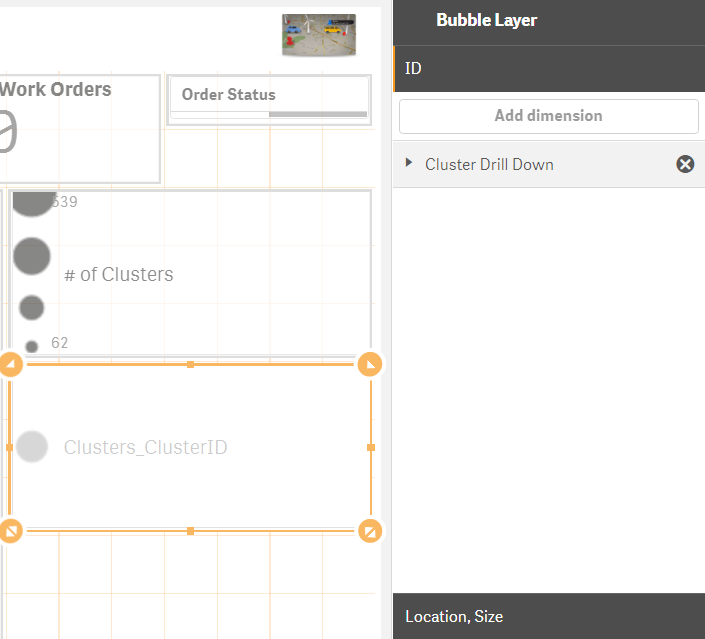 Bubble Layer
ID
Add dimension
Cluster Drill Down
Work Orders
Order Status
539
# of Clusters
62
Clusters_ClusterID
Location, Size